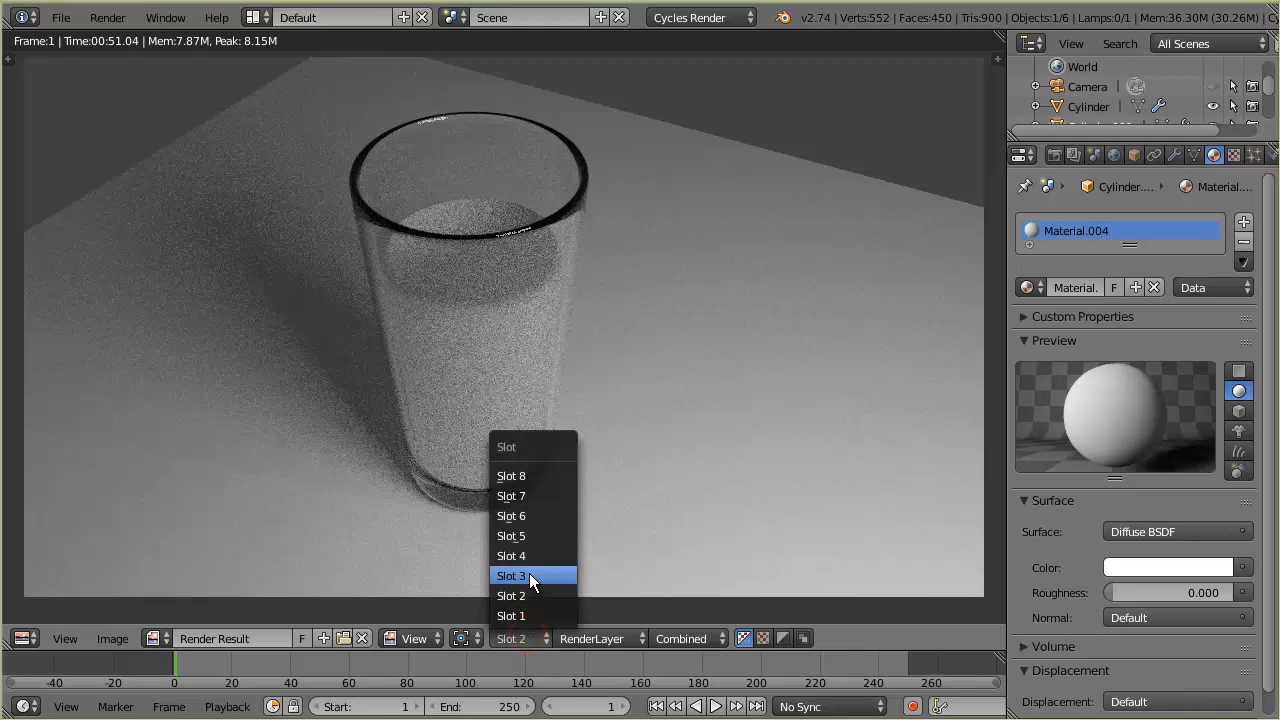 File Render Window Help Default Scene Cycles Render v2.74 | Verts:552 | Faces:450 | Tris:900 | Objects:1/6 | Lamps:0/1 | Mem:36.30M (30.26M) |
Frame:1 | Time:00:51.04 | Mem:7.87M, Peak: 8.15M
View Search All Scenes
World
Camera
Cylinder
Cylinder.... Material....
Material.004
Material. F Data
Custom Properties
Preview
Slot
Slot 8
Slot 7
Slot 6
Slot 5
Slot 4
Slot 3
Slot 2
Slot 1
Surface
Surface: Diffuse BSDF
Color:
Roughness: 0.000
Normal: Default
Volume
Displacement
Displacement: Default
View Image Render Result F View Slot 2 RenderLayer Combined
-40 -20 0 20 40 60 80 100 120 140 160 180 200 220 240 260
View Marker Frame Playback Start: 1 End: 250 1 No Sync